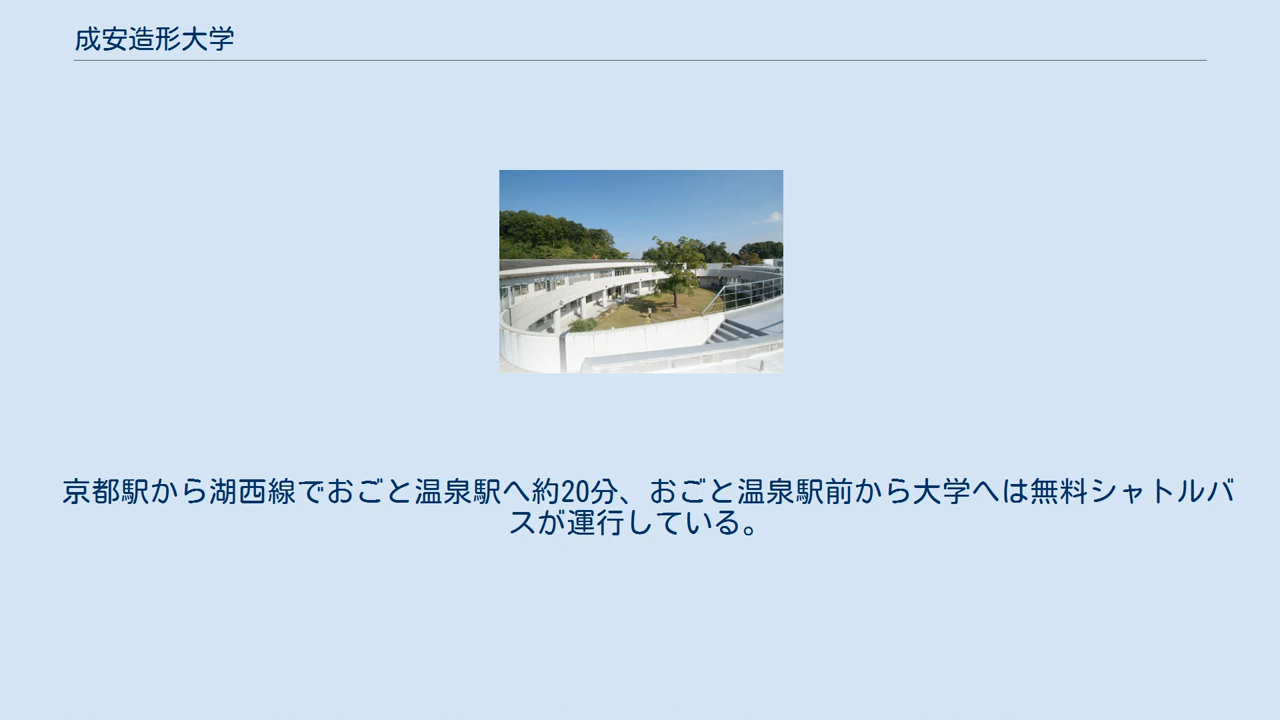 成安造形大学
京都駅から湖西線でおごと温泉駅へ約20分、おごと温泉駅前から大学へは無料シャトルバ
スが運行している。